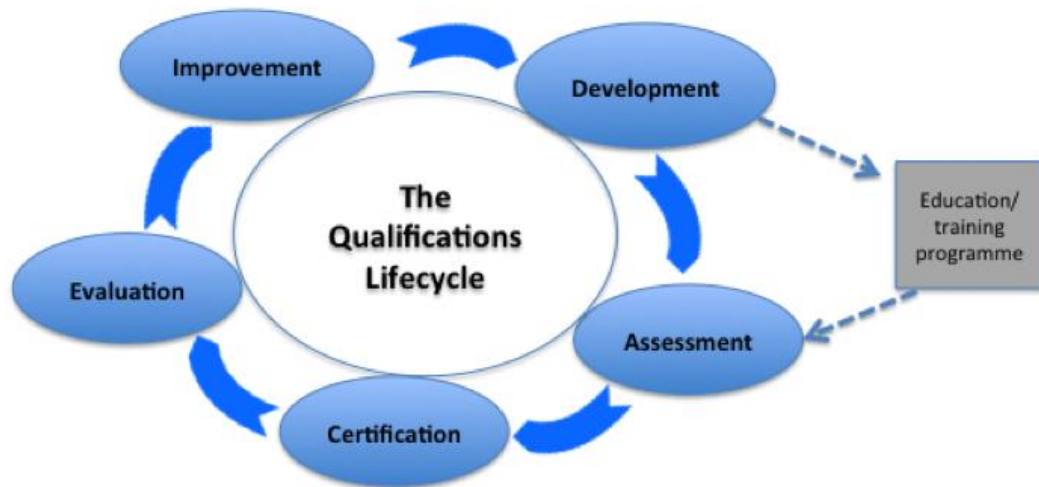 Improvement
Development
The
Qualifications
Lifecycle
Education/
training
programme
Evaluation
Assessment
Certification